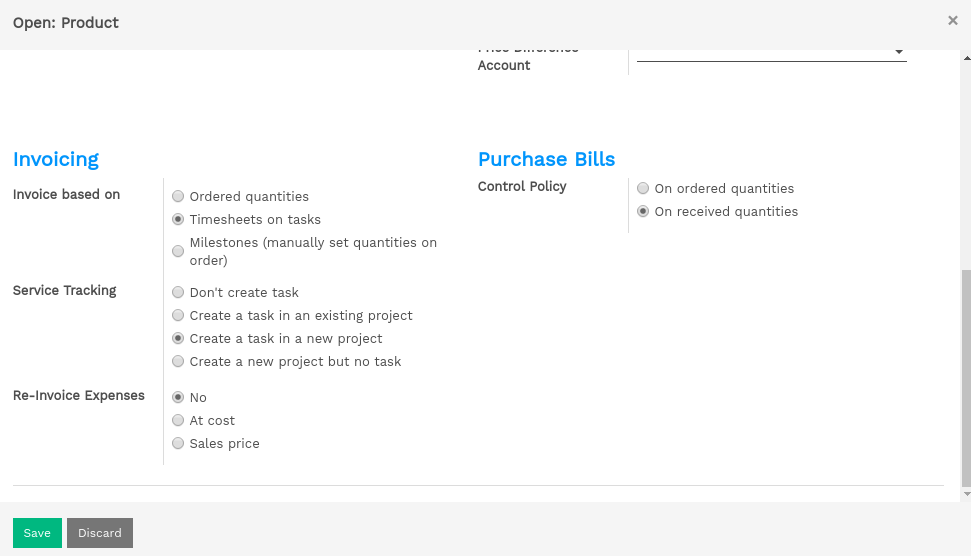 Open: Product
×
Price Difference
Account
Invoicing
Invoice based on
Ordered quantities
Timesheets on tasks
Milestones (manually set quantities on
order)
Service Tracking
Don't create task
Create a task in an existing project
Create a task in a new project
Create a new project but no task
Re-Invoice Expenses
No
At cost
Sales price
Purchase Bills
Control Policy
On ordered quantities
On received quantities
Save
Discard